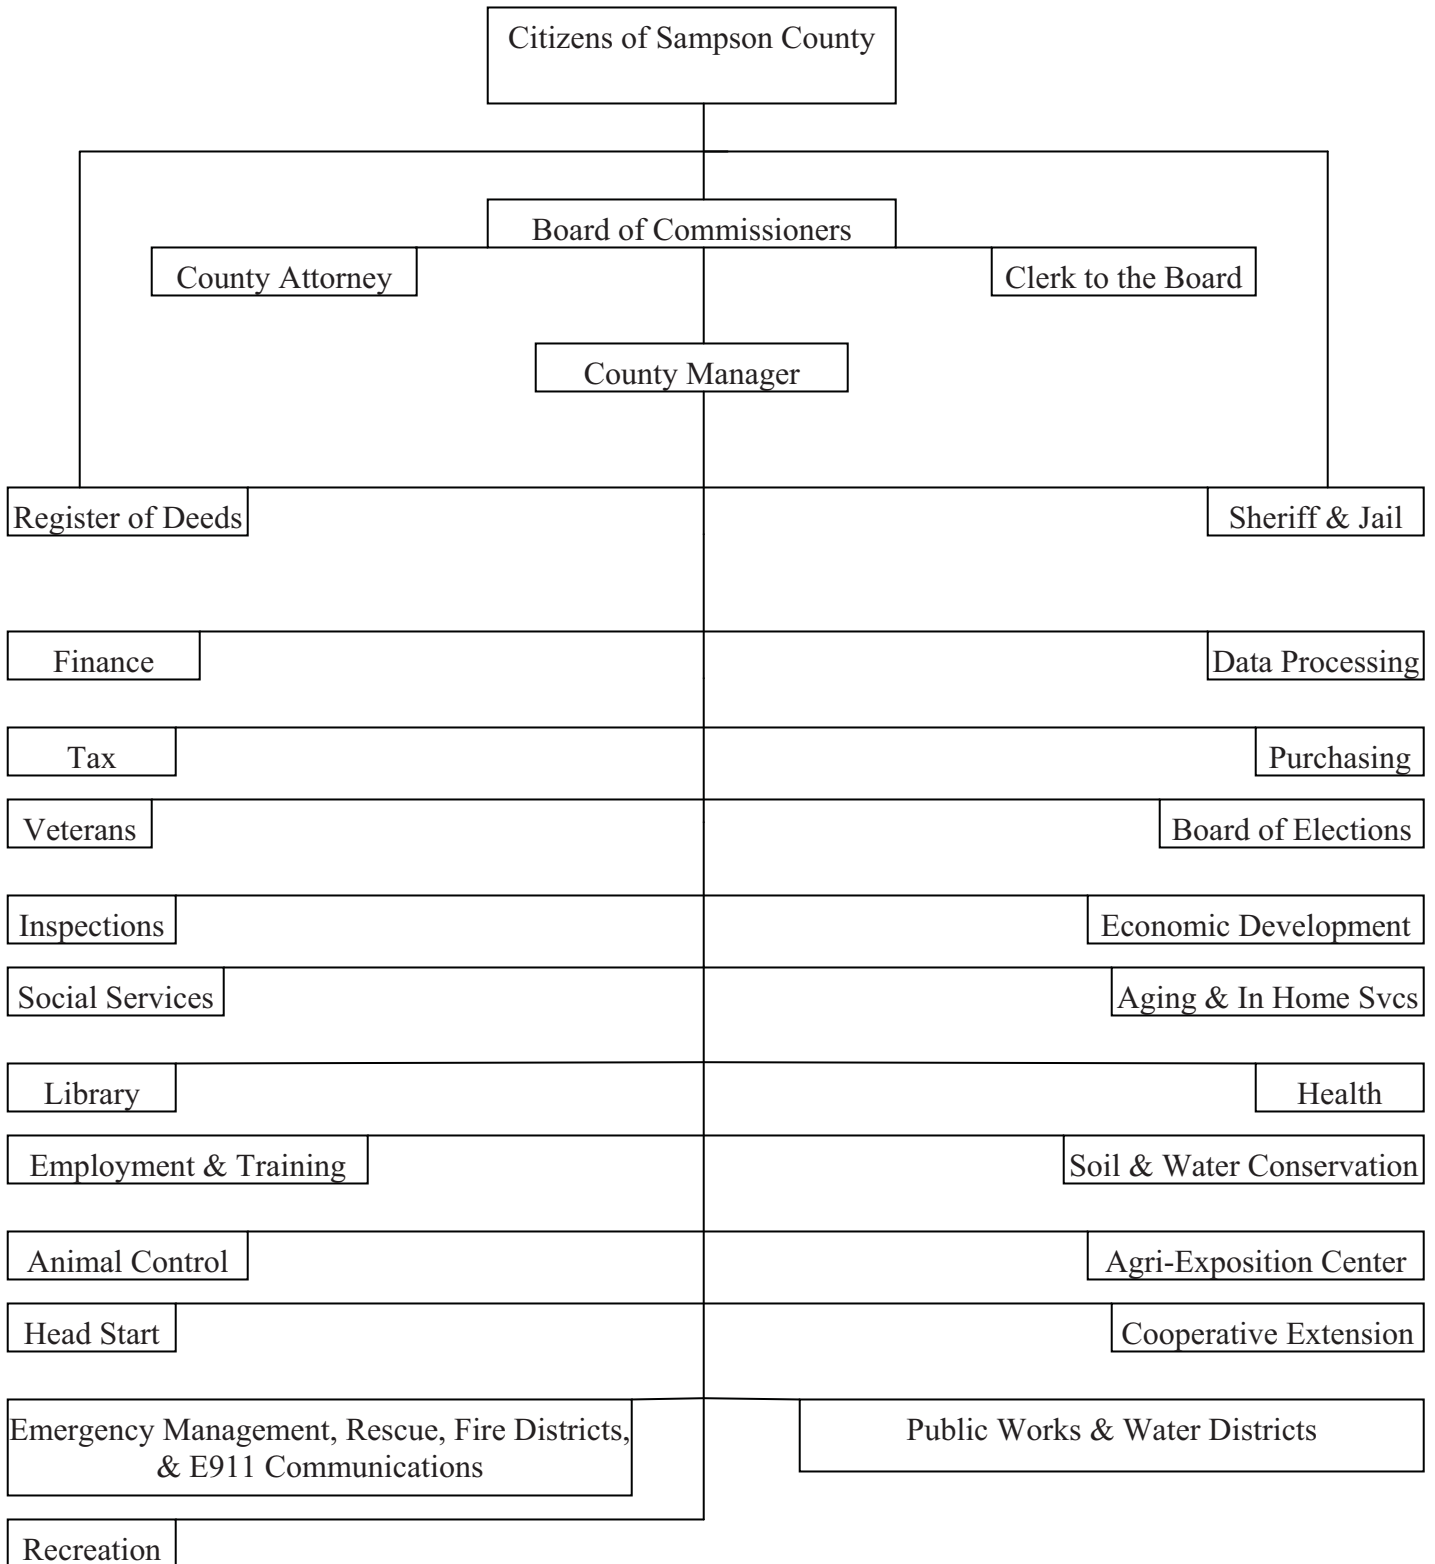 Citizens of Sampson County
Board of Commissioners
County Attorney
Clerk to the Board
County Manager
Register of Deeds
Sheriff & Jail
Finance
Data Processing
Tax
Purchasing
Veterans
Board of Elections
Inspections
Economic Development
Social Services
Aging & In Home Svcs
Library
Health
Employment & Training
Soil & Water Conservation
Animal Control
Agri-Exposition Center
Head Start
Cooperative Extension
Emergency Management, Rescue, Fire Districts,
& E911 Communications
Public Works & Water Districts
Recreation